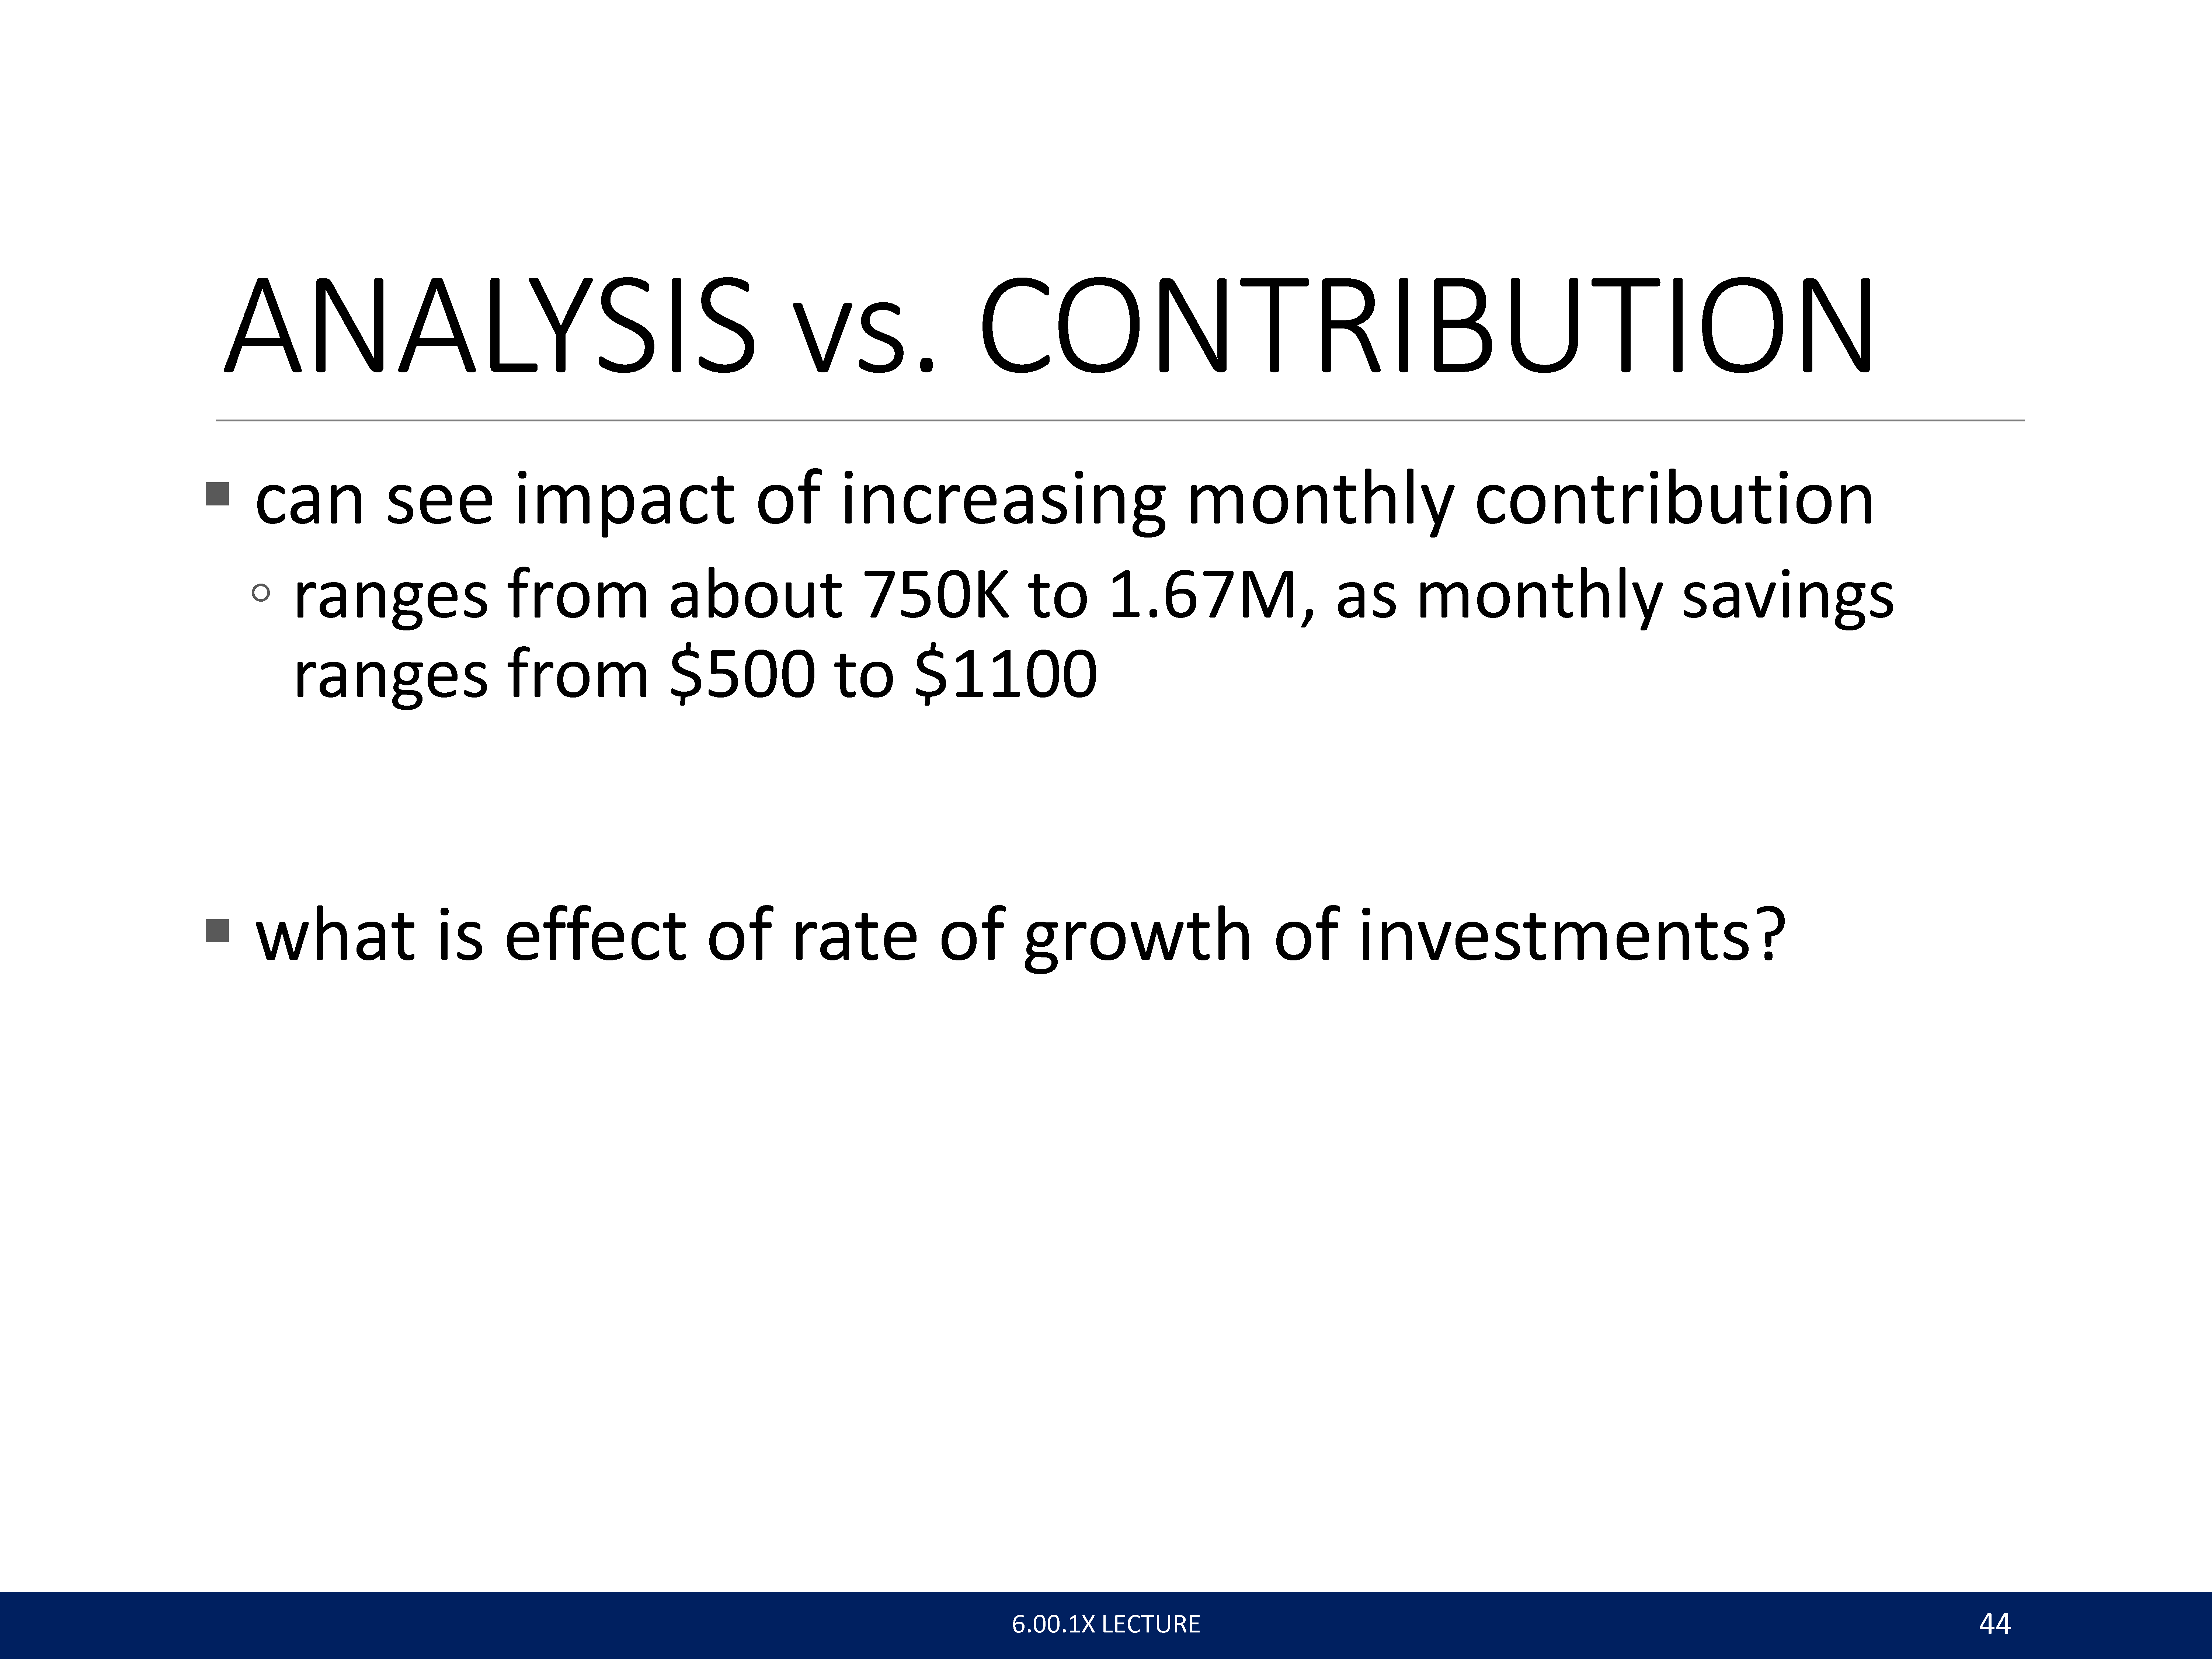 ANALYSIS vs. CONTRIBUTION
▪ can see impact of increasing monthly contribution
◦ ranges from about 750K to 1.67M, as monthly savings
ranges from $500 to $1100
▪ what is effect of rate of growth of investments?
6.00.1X LECTURE
44